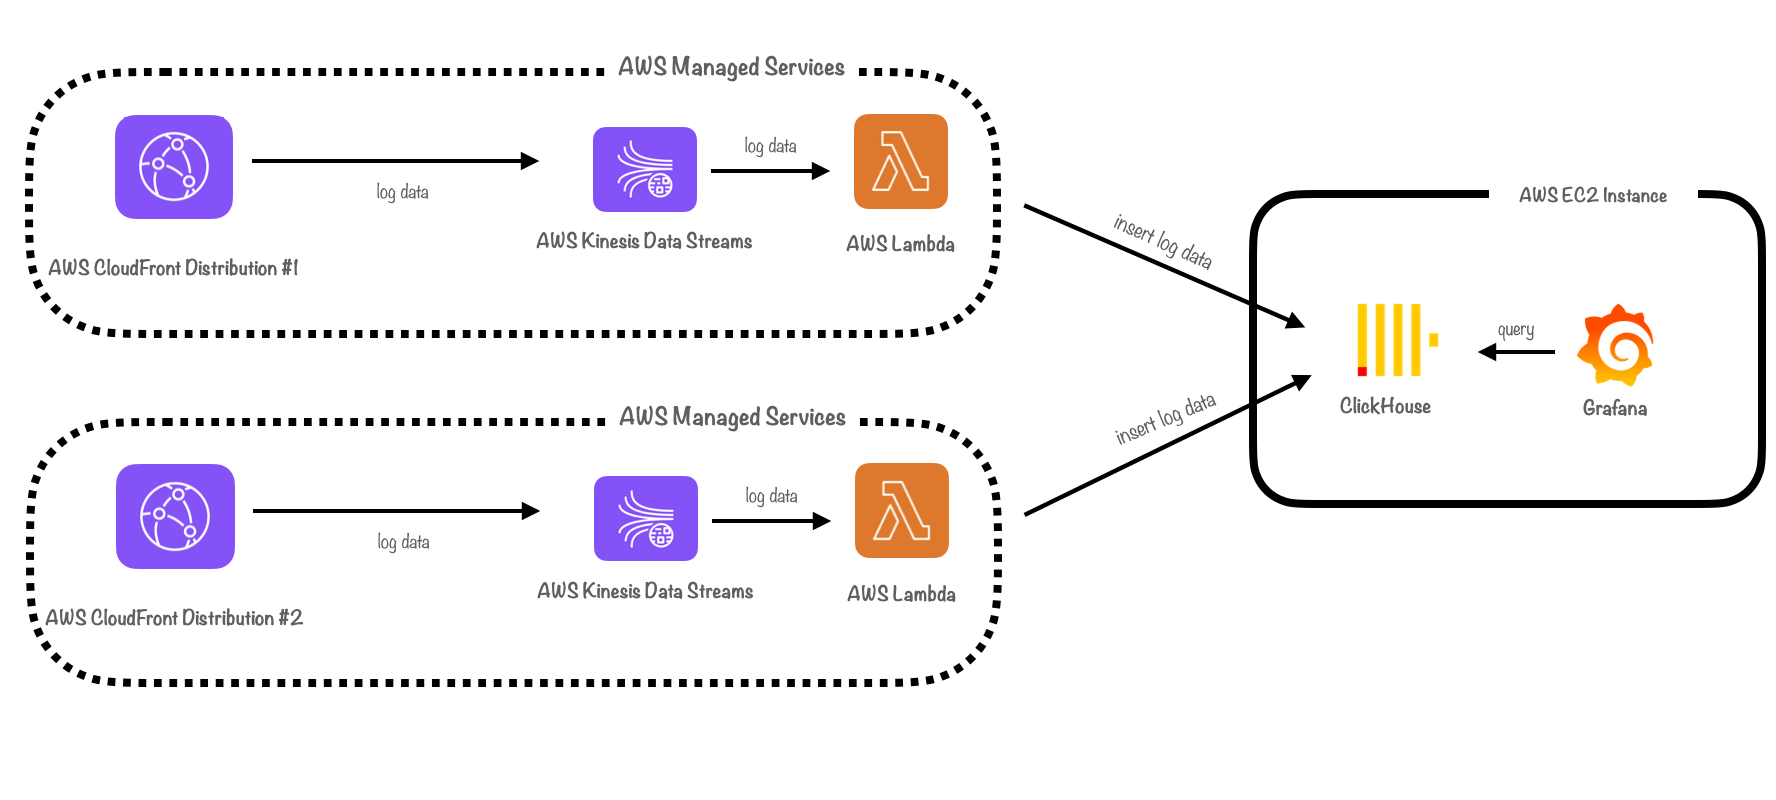 AWS Managed Services
log data
log data
AWS Kinesis Data Streams
AWS Lambda
AWS CloudFront Distribution #1
insert log data
AWS EC2 Instance
query
ClickHouse
Grafana
insert log data
AWS Managed Services
log data
log data
AWS Kinesis Data Streams
AWS Lambda
AWS CloudFront Distribution #2